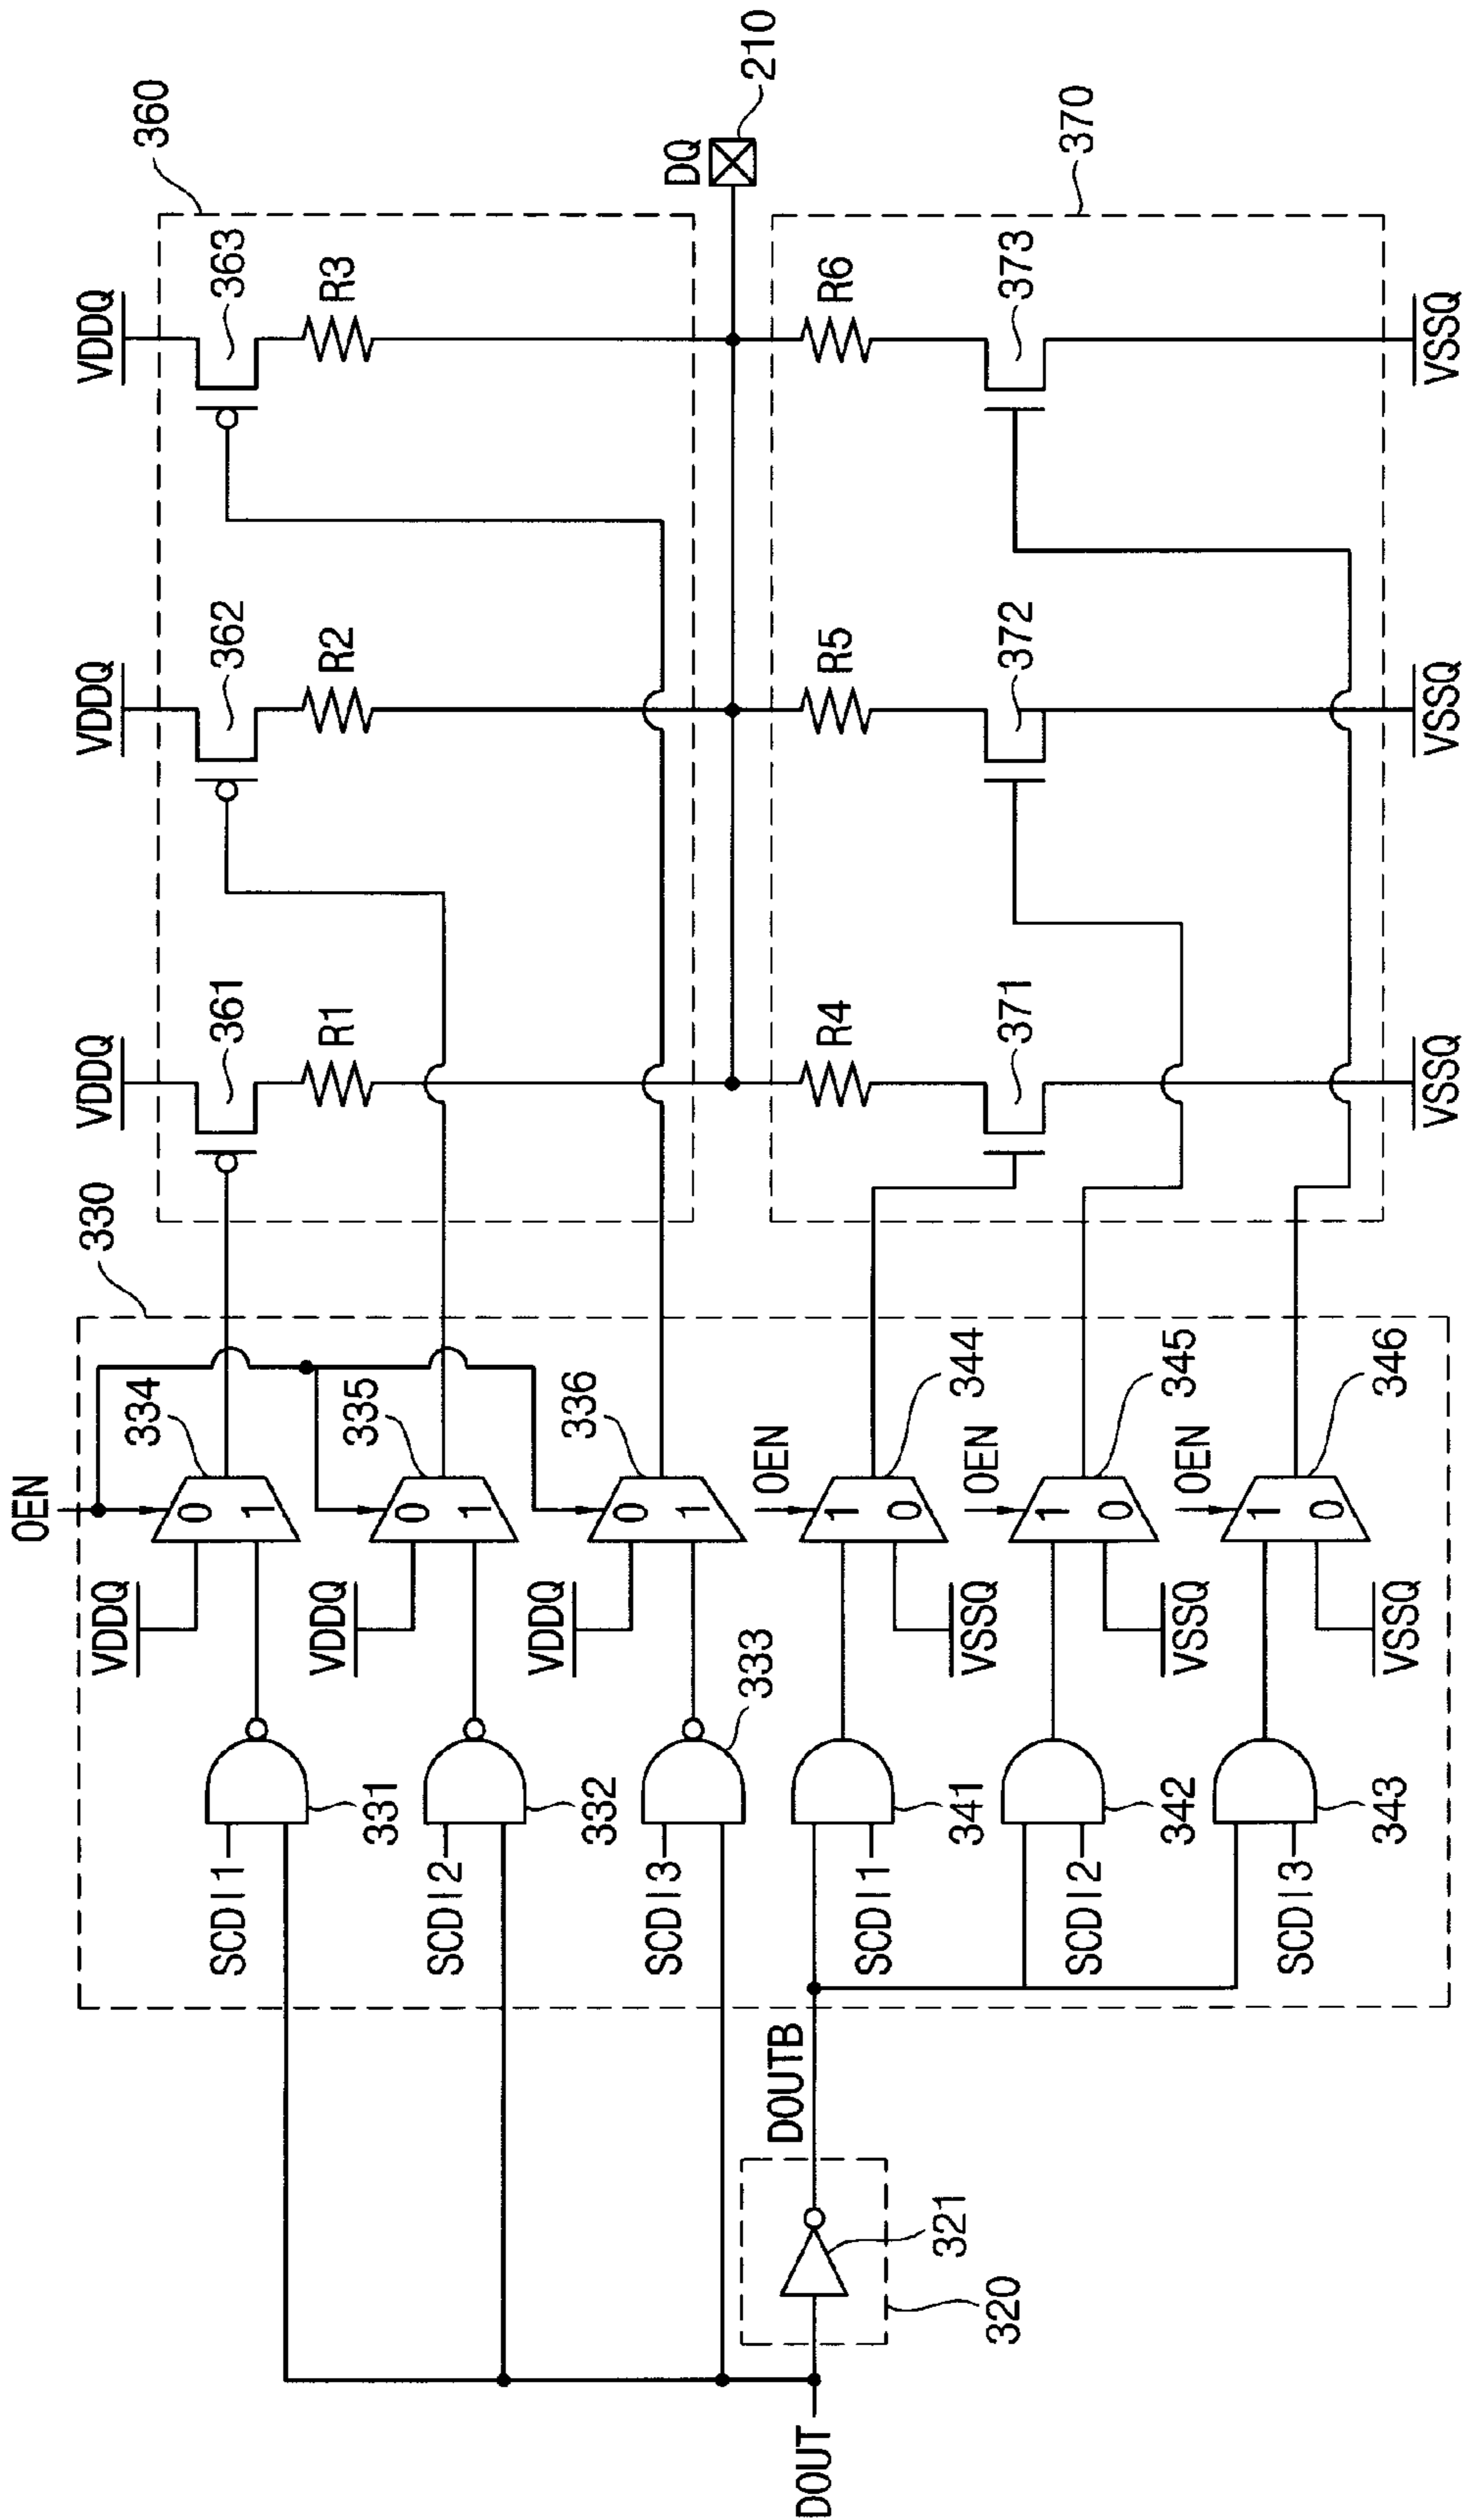 OEN
330
VDDQ
334
VDDQ
335
VDDQ
336
0
1
0
1
0
1
SCDI1
331
SCDI2
332
SCDI3
333
OEN
344
1
0
VSSQ
OEN
345
1
0
VSSQ
OEN
346
1
0
VSSQ
SCDI1
341
SCDI2
342
SCDI3
343
DOUT
DOUTB
321
320
360
VDDQ
361
R1
VDDQ
362
R2
VDDQ
363
R3
DQ
210
370
R4
371
VSSQ
R5
372
VSSQ
R6
373
VSSQ